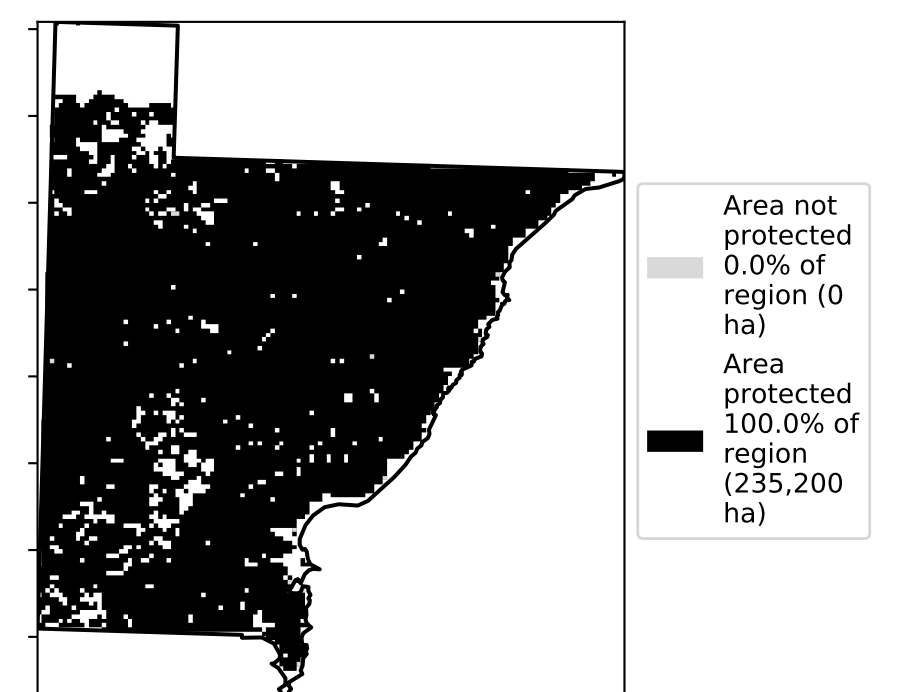 Area not
protected
0.0% of
region (0
ha)
Area
protected
100.0% of
region
(235,200
ha)